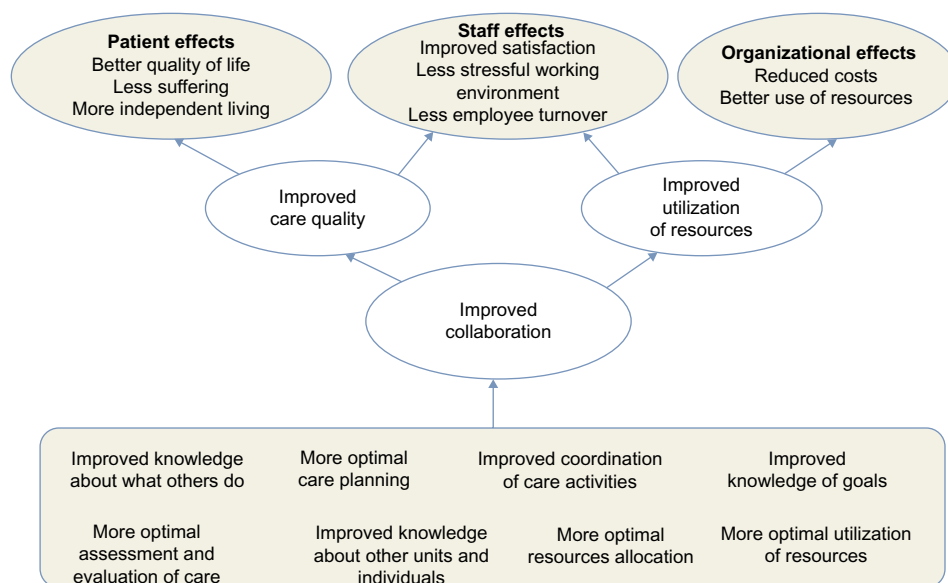 Patient effects
Better quality of life
Less suffering
More independent living
Staff effects
Improved satisfaction
Less stressful working
environment
Less employee turnover
Organizational effects
Reduced costs
Better use of resources
Improved
care quality
Improved
utilization
of resources
Improved
collaboration
Improved knowledge
about what others do
More optimal
care planning
Improved coordination
of care activities
Improved
knowledge of goals
More optimal
assessment and
evaluation of care
Improved knowledge
about other units and
individuals
More optimal
resources allocation
More optimal utilization
of resources